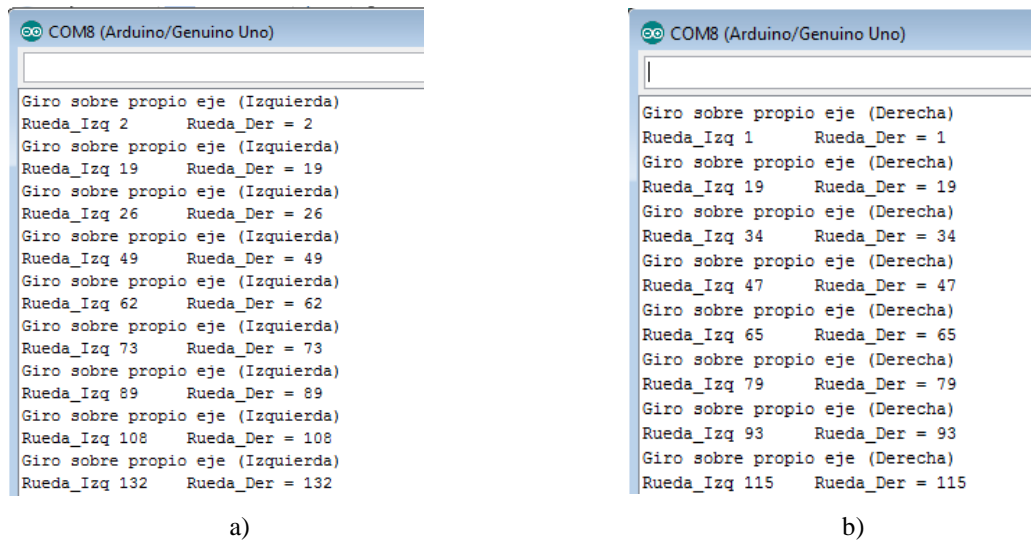 COM8 (Arduino/Genuino Uno)
Giro sobre propio eje (Izquierda)
Rueda_Izq 2 Rueda_Der = 2
Giro sobre propio eje (Izquierda)
Rueda_Izq 19 Rueda_Der = 19
Giro sobre propio eje (Izquierda)
Rueda_Izq 26 Rueda_Der = 26
Giro sobre propio eje (Izquierda)
Rueda_Izq 49 Rueda_Der = 49
Giro sobre propio eje (Izquierda)
Rueda_Izq 62 Rueda_Der = 62
Giro sobre propio eje (Izquierda)
Rueda_Izq 73 Rueda_Der = 73
Giro sobre propio eje (Izquierda)
Rueda_Izq 89 Rueda_Der = 89
Giro sobre propio eje (Izquierda)
Rueda_Izq 108 Rueda_Der = 108
Giro sobre propio eje (Izquierda)
Rueda_Izq 132 Rueda_Der = 132
a)
COM8 (Arduino/Genuino Uno)
Giro sobre propio eje (Derecha)
Rueda_Izq 1 Rueda_Der = 1
Giro sobre propio eje (Derecha)
Rueda_Izq 19 Rueda_Der = 19
Giro sobre propio eje (Derecha)
Rueda_Izq 34 Rueda_Der = 34
Giro sobre propio eje (Derecha)
Rueda_Izq 47 Rueda_Der = 47
Giro sobre propio eje (Derecha)
Rueda_Izq 65 Rueda_Der = 65
Giro sobre propio eje (Derecha)
Rueda_Izq 79 Rueda_Der = 79
Giro sobre propio eje (Derecha)
Rueda_Izq 93 Rueda_Der = 93
Giro sobre propio eje (Derecha)
Rueda_Izq 115 Rueda_Der = 115
b)